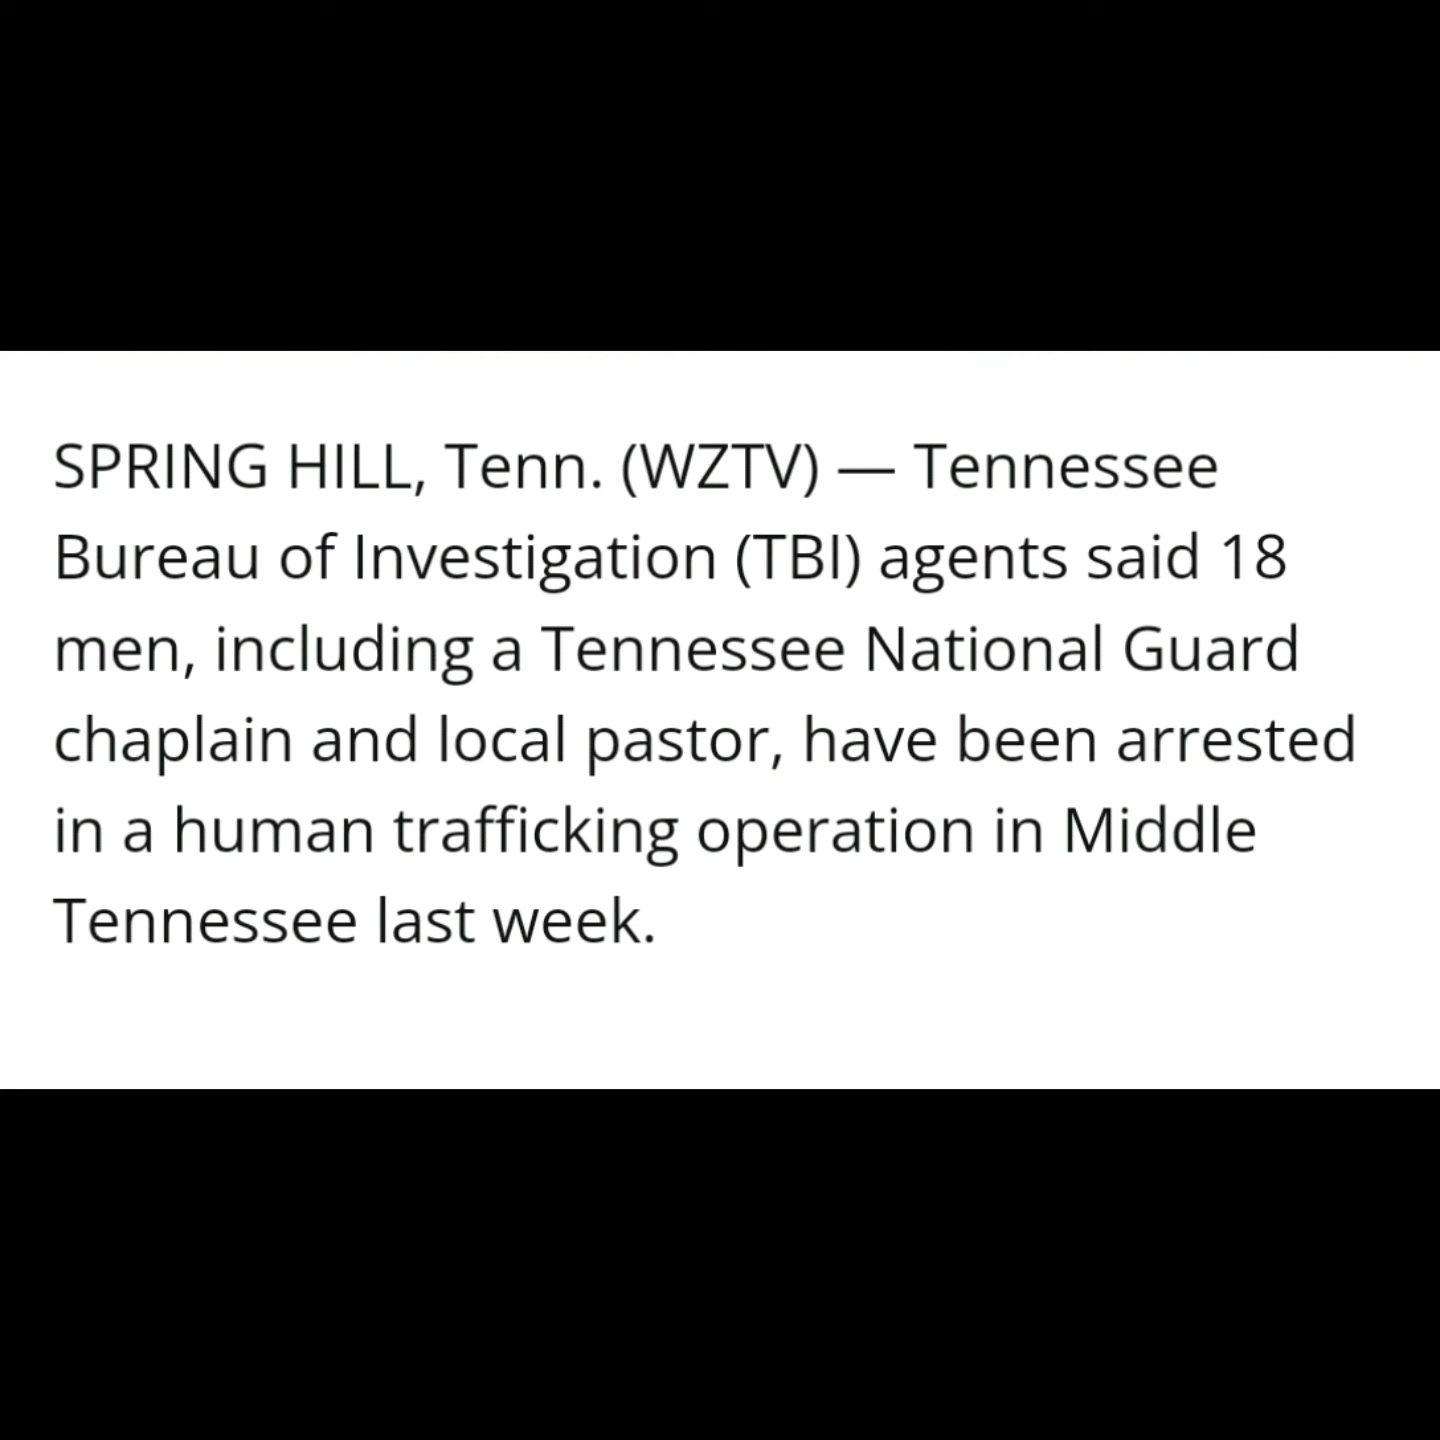 SPRING HILL, Tenn. (WZTV) — Tennessee
Bureau of Investigation (TBI) agents said 18
men, including a Tennessee National Guard
chaplain and local pastor, have been arrested
in a human trafficking operation in Middle
Tennessee last week.